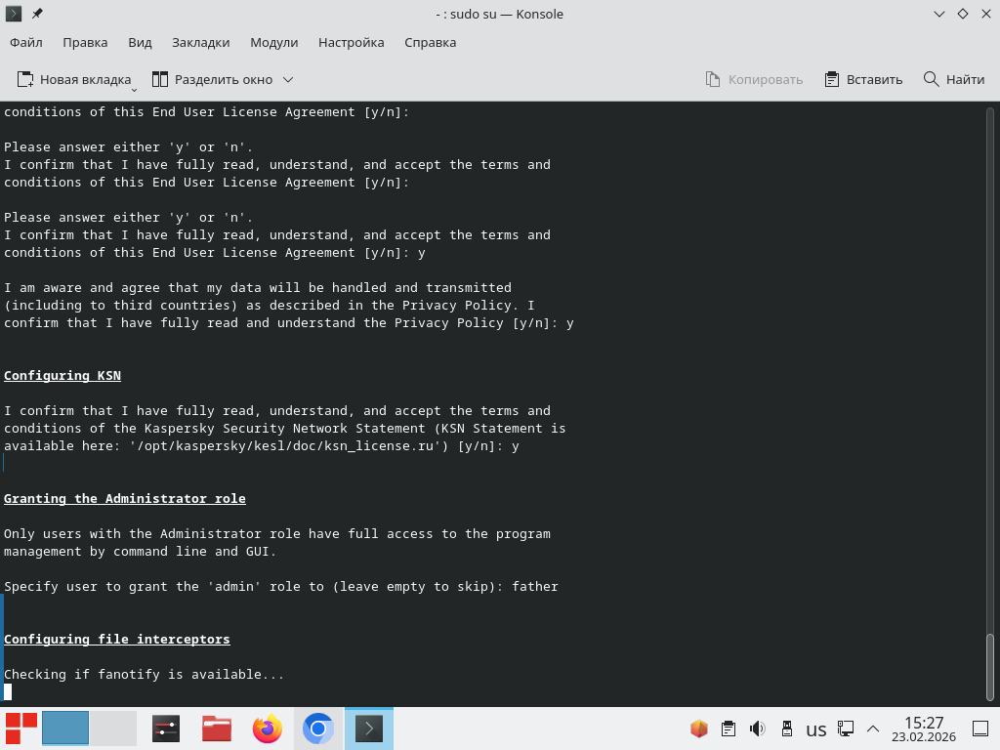 - : sudo su — Konsole
Файл Правка Вид Закладки Модули Настройка Справка
Новая вкладка Разделить окно Копировать Вставить Найти
conditions of this End User License Agreement [y/n]:
Please answer either 'y' or 'n'.
I confirm that I have fully read, understand, and accept the terms and
conditions of this End User License Agreement [y/n]:
Please answer either 'y' or 'n'.
I confirm that I have fully read, understand, and accept the terms and
conditions of this End User License Agreement [y/n]: y
I am aware and agree that my data will be handled and transmitted
(including to third countries) as described in the Privacy Policy. I
confirm that I have fully read and understand the Privacy Policy [y/n]: y
Configuring KSN
I confirm that I have fully read, understand, and accept the terms and
conditions of the Kaspersky Security Network Statement (KSN Statement is
available here: '/opt/kaspersky/kesl/doc/ksn_license.ru') [y/n]: y
Granting the Administrator role
Only users with the Administrator role have full access to the program
management by command line and GUI.
Specify user to grant the 'admin' role to (leave empty to skip): father
Configuring file interceptors
Checking if fanotify is available...
us 15:27
23.02.2026